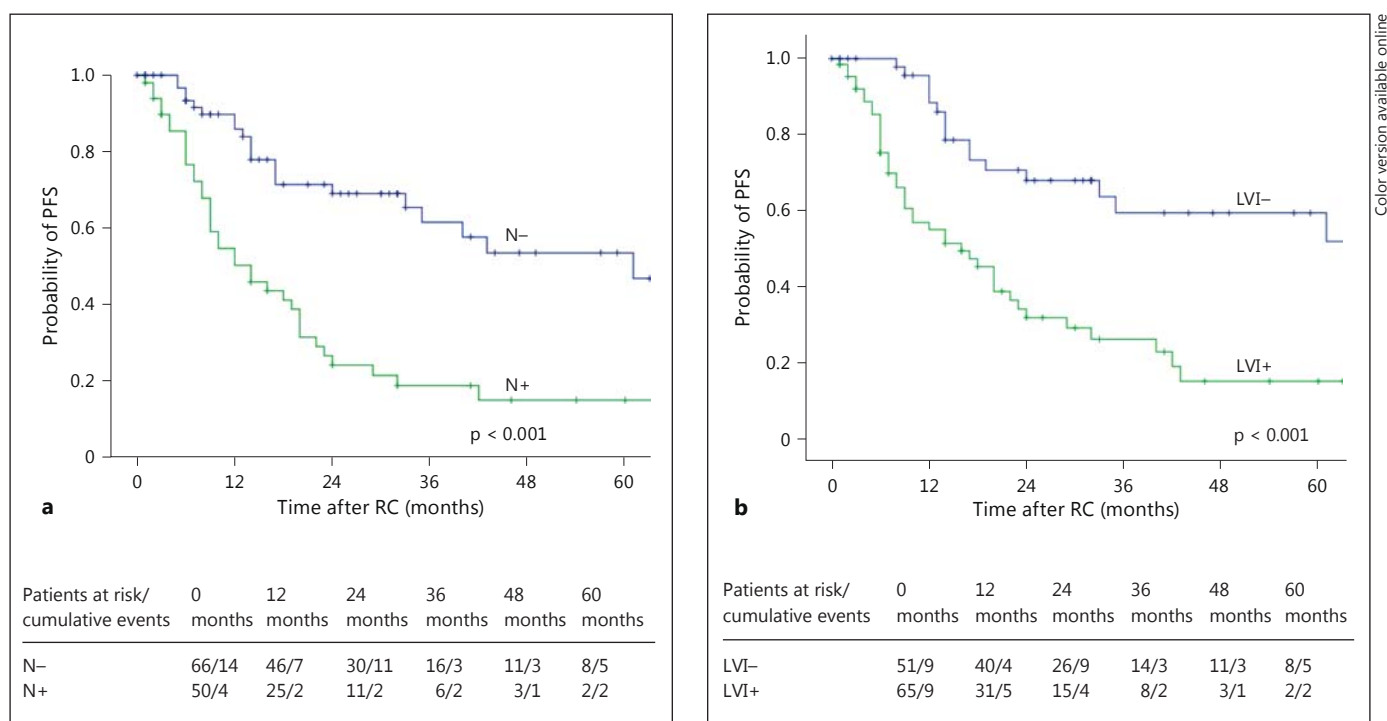 Color version available online
1.0
0.8
0.6
0.4
0.2
0
Probability of PFS
N–
N+
p < 0.001
0 12 24 36 48 60
Time after RC (months)
a
Patients at risk/ 0 12 24 36 48 60
cumulative events months months months months months months
N– 66/14 46/7 30/11 16/3 11/3 8/5
N+ 50/4 25/2 11/2 6/2 3/1 2/2
1.0
0.8
0.6
0.4
0.2
0
Probability of PFS
LVI–
LVI+
p < 0.001
0 12 24 36 48 60
Time after RC (months)
b
Patients at risk/ 0 12 24 36 48 60
cumulative events months months months months months months
LVI– 51/9 40/4 26/9 14/3 11/3 8/5
LVI+ 65/9 31/5 15/4 8/2 3/1 2/2